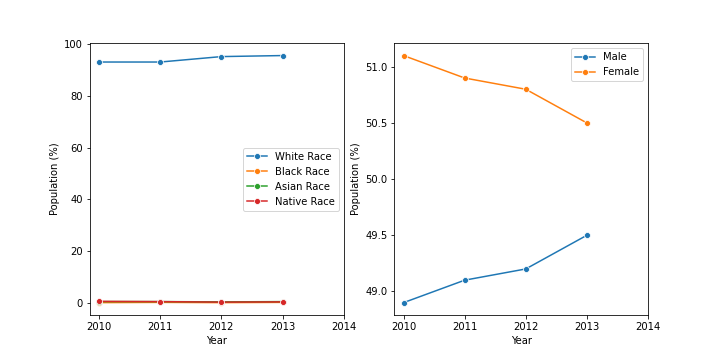 100
80
60
40
20
0
Population (%)
2010 2011 2012 2013 2014
Year
White Race
Black Race
Asian Race
Native Race
51.0
50.5
50.0
49.5
49.0
Population (%)
2010 2011 2012 2013 2014
Year
Male
Female